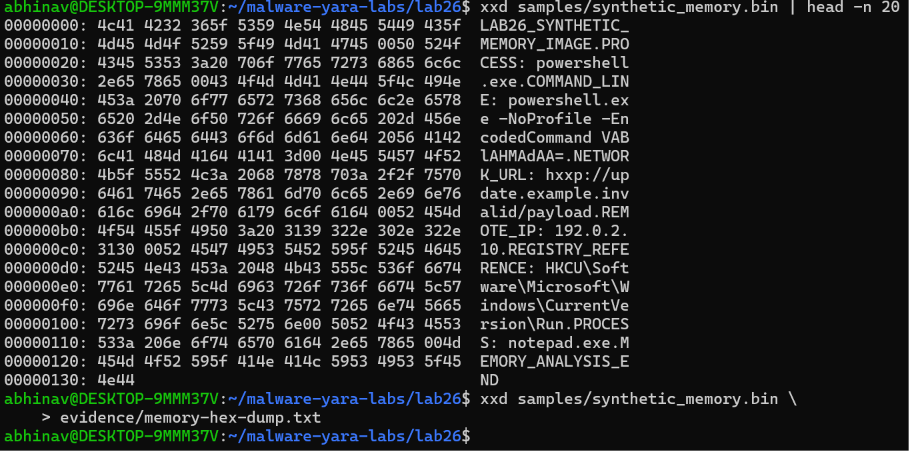 abhinav@DESKTOP-9MMM37V:~/malware-yara-labs/lab26$ xxd samples/synthetic_memory.bin | head -n 20
00000000: 4c41 4232 365f 5359 4e54 4845 5449 435f  LAB26_SYNTHETIC_
00000010: 4d45 4d4f 5259 5f49 4d41 4745 0050 524f  MEMORY_IMAGE.PRO
00000020: 4345 5353 3a20 706f 7765 7273 6865 6c6c  CESS: powershell
00000030: 2e65 7865 0043 4f4d 4d41 4e44 5f4c 494e  .exe.COMMAND_LIN
00000040: 453a 2070 6f77 6572 7368 656c 6c2e 6578  E: powershell.ex
00000050: 6520 2d4e 6f50 726f 6669 6c65 202d 456e  e -NoProfile -En
00000060: 636f 6465 6443 6f6d 6d61 6e64 2056 4142  codedCommand VAB
00000070: 6c41 484d 4164 4141 3d00 4e45 5457 4f52  lAHMAdAA=.NETWOR
00000080: 4b5f 5552 4c3a 2068 7878 703a 2f2f 7570  K_URL: hxxp://up
00000090: 6461 7465 2e65 7861 6d70 6c65 2e69 6e76  date.example.inv
000000a0: 616c 6964 2f70 6179 6c6f 6164 0052 454d  alid/payload.REM
000000b0: 4f54 455f 4950 3a20 3139 322e 302e 322e  OTE_IP: 192.0.2.
000000c0: 3130 0052 4547 4953 5452 595f 5245 4645  10.REGISTRY_REFE
000000d0: 5245 4e43 453a 2048 4b43 555c 536f 6674  RENCE: HKCU\Soft
000000e0: 7761 7265 5c4d 6963 726f 736f 6674 5c57  ware\Microsoft\W
000000f0: 696e 646f 7773 5c43 7572 7265 6e74 5665  indows\CurrentVe
00000100: 7273 696f 6e5c 5275 6e00 5052 4f43 4553  rsion\Run.PROCES
00000110: 533a 206e 6f74 6570 6164 2e65 7865 004d  S: notepad.exe.M
00000120: 454d 4f52 595f 414e 414c 5953 4953 5f45  EMORY_ANALYSIS_E
00000130: 4e44                                     ND
abhinav@DESKTOP-9MMM37V:~/malware-yara-labs/lab26$ xxd samples/synthetic_memory.bin \
    > evidence/memory-hex-dump.txt
abhinav@DESKTOP-9MMM37V:~/malware-yara-labs/lab26$